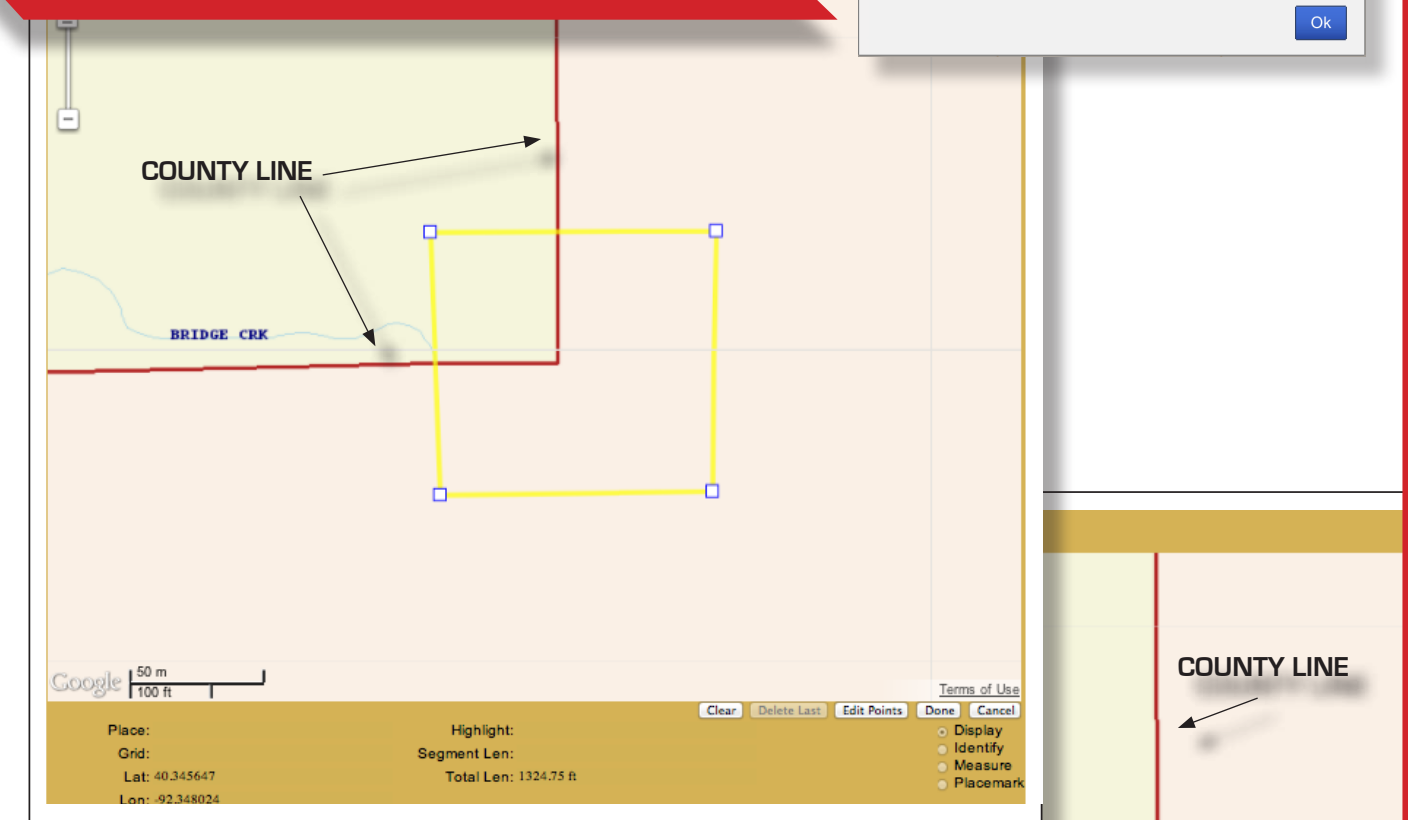 Ok
COUNTY LINE
BRIDGE CRK
Google
50 m
100 ft
Terms of Use
Clear
Delete Last
Edit Points
Done
Cancel
Place:
Highlight:
Display
Grid:
Segment Len:
Identify
Lat: 40.345647
Total Len: 1324.75 ft
Measure
Placemark
Lon: -92.348024
COUNTY LINE